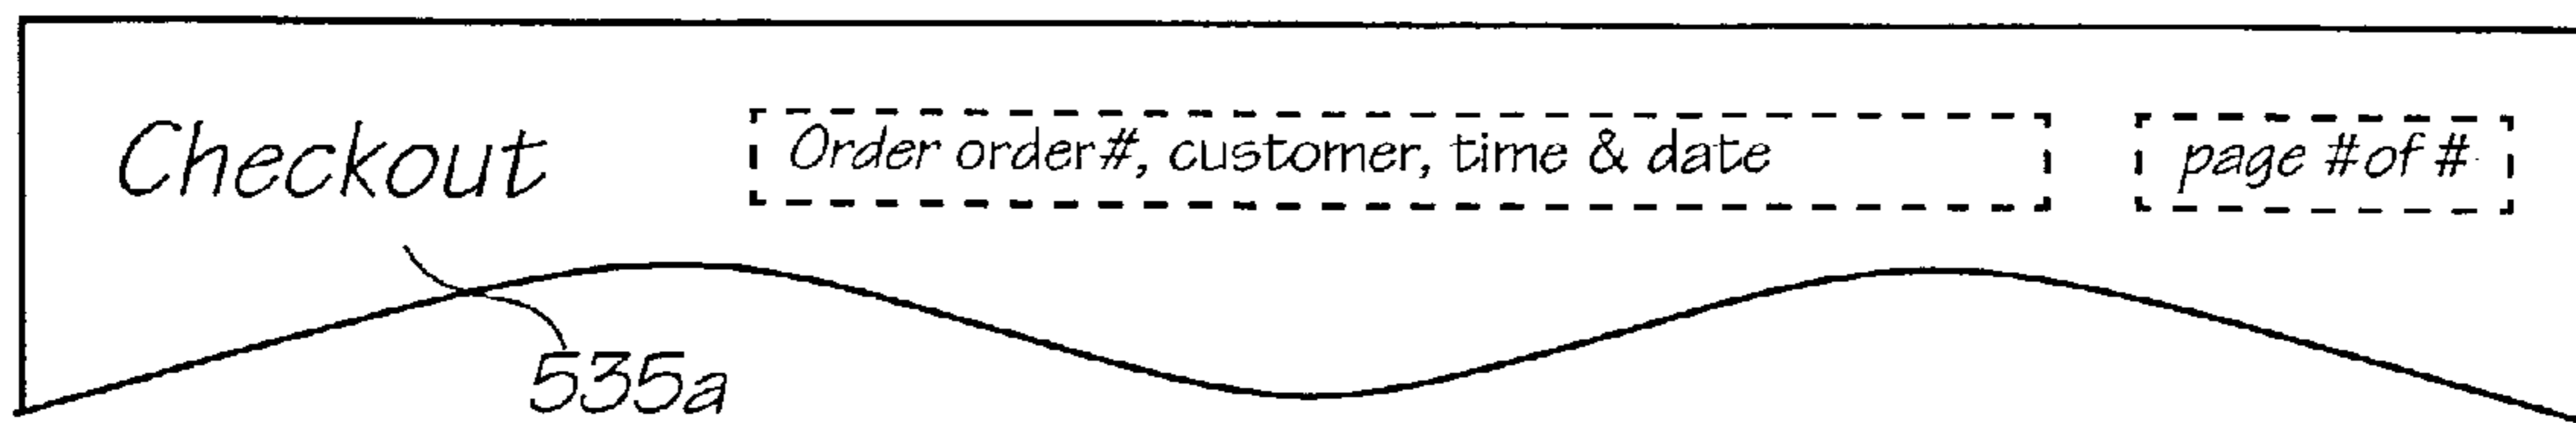 Checkout
Order order#, customer, time & date
page #of #
535a